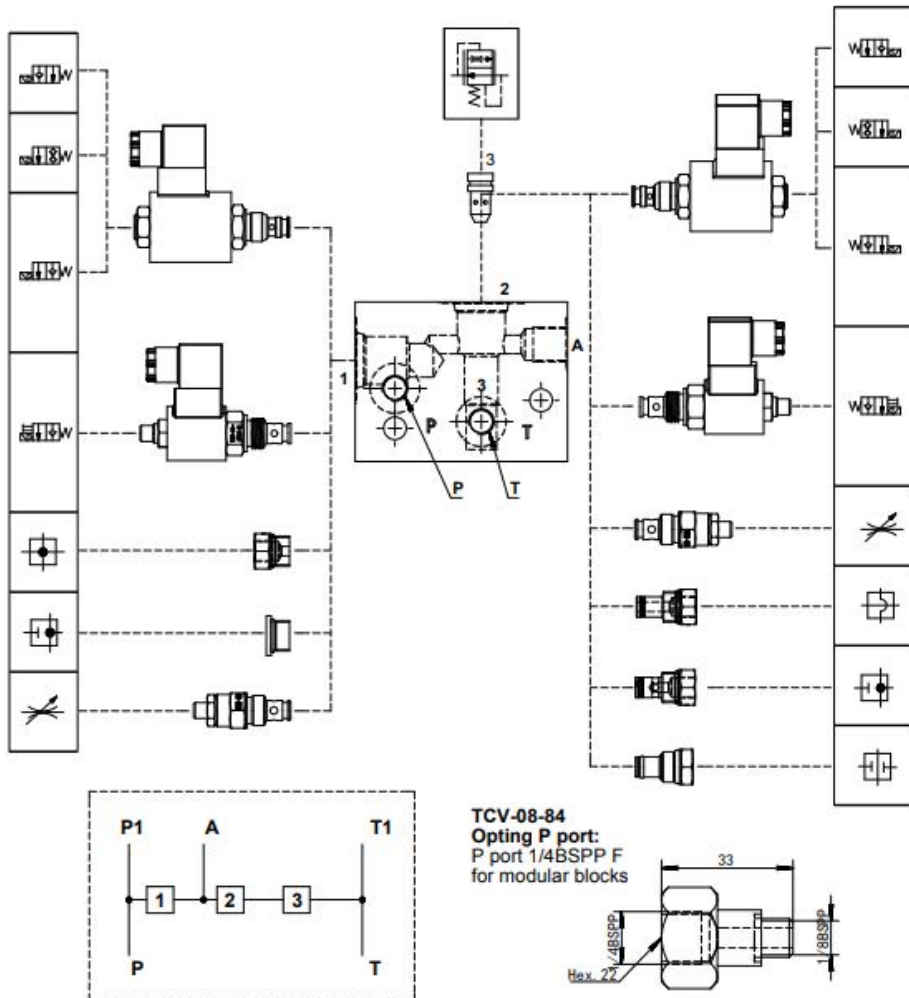 3
2
A
1
3
P
T
P
T
P1
A
T1
1
2
3
P
T
TCV-08-84
Opting P port:
P port 1/4BSPP F
for modular blocks
33
1/4BSPP
1/8BSPP
Hex. 22